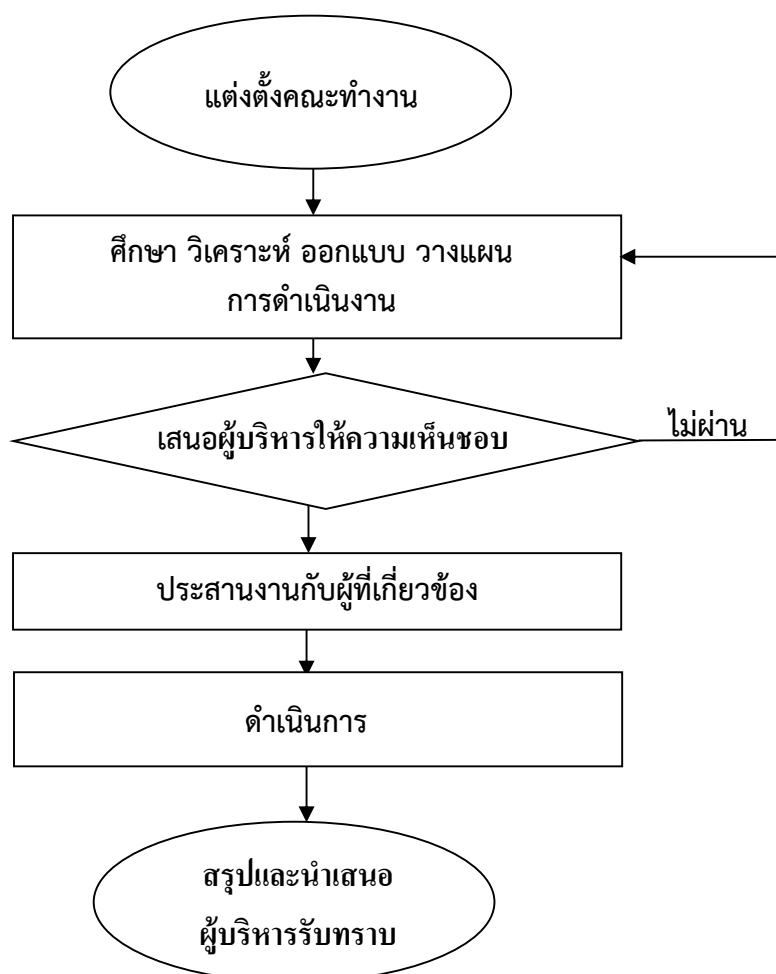 แต่งตั้งคณะทำงาน
ศึกษา วิเคราะห์ ออกแบบ วางแผน
การดำเนินงาน
เสนอผู้บริหารให้ความเห็นชอบ
ไม่ผ่าน
ประสานงานกับผู้ที่เกี่ยวข้อง
ดำเนินการ
สรุปและนำเสนอ
ผู้บริหารรับทราบ